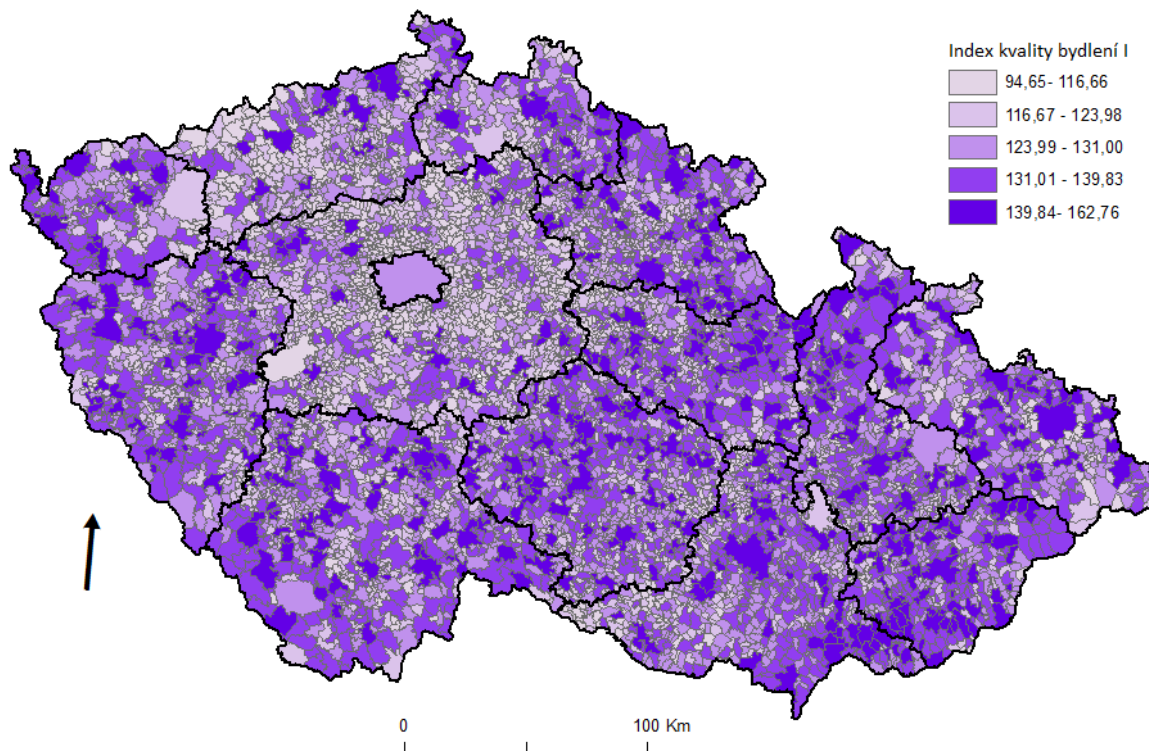 Index kvality bydlení I
94,65- 116,66
116,67 - 123,98
123,99 - 131,00
131,01 - 139,83
139,84- 162,76
0 100 Km